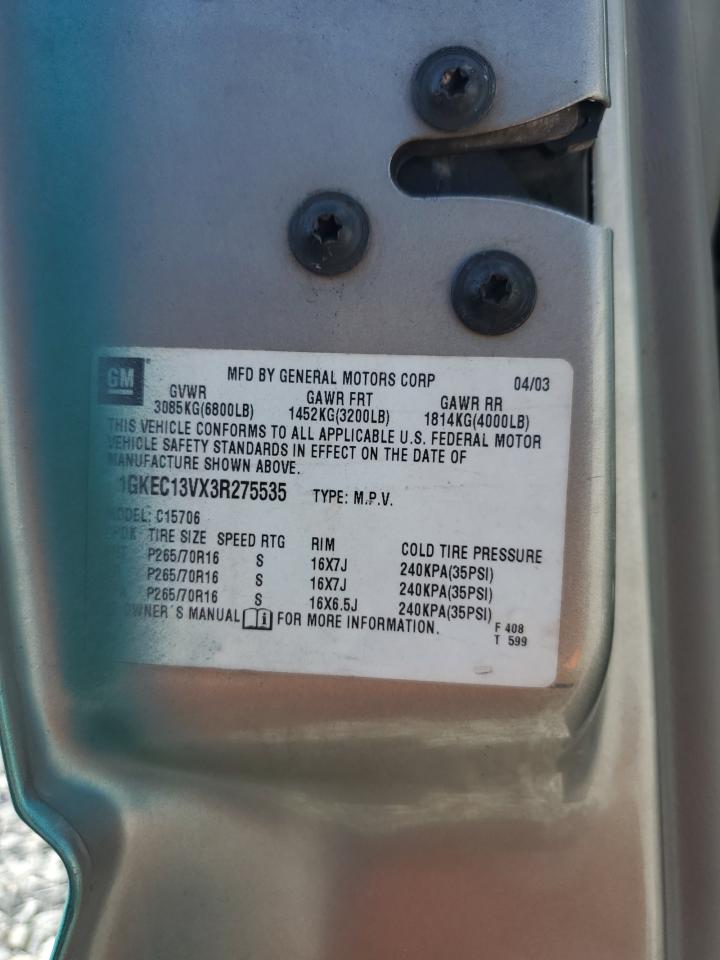 GM
MFD BY GENERAL MOTORS CORP 04/03
GVWR GAWR FRT GAWR RR
3085KG(6800LB) 1452KG(3200LB) 1814KG(4000LB)
THIS VEHICLE CONFORMS TO ALL APPLICABLE U.S. FEDERAL MOTOR
VEHICLE SAFETY STANDARDS IN EFFECT ON THE DATE OF
MANUFACTURE SHOWN ABOVE.
1GKEC13VX3R275535 TYPE: M.P.V.
MODEL: C15706
TIRE SIZE SPEED RTG RIM COLD TIRE PRESSURE
P265/70R16 S 16X7J 240KPA(35PSI)
P265/70R16 S 16X7J 240KPA(35PSI)
P265/70R16 S 16X6.5J 240KPA(35PSI)
OWNER'S MANUAL FOR MORE INFORMATION.
F 408
T 599